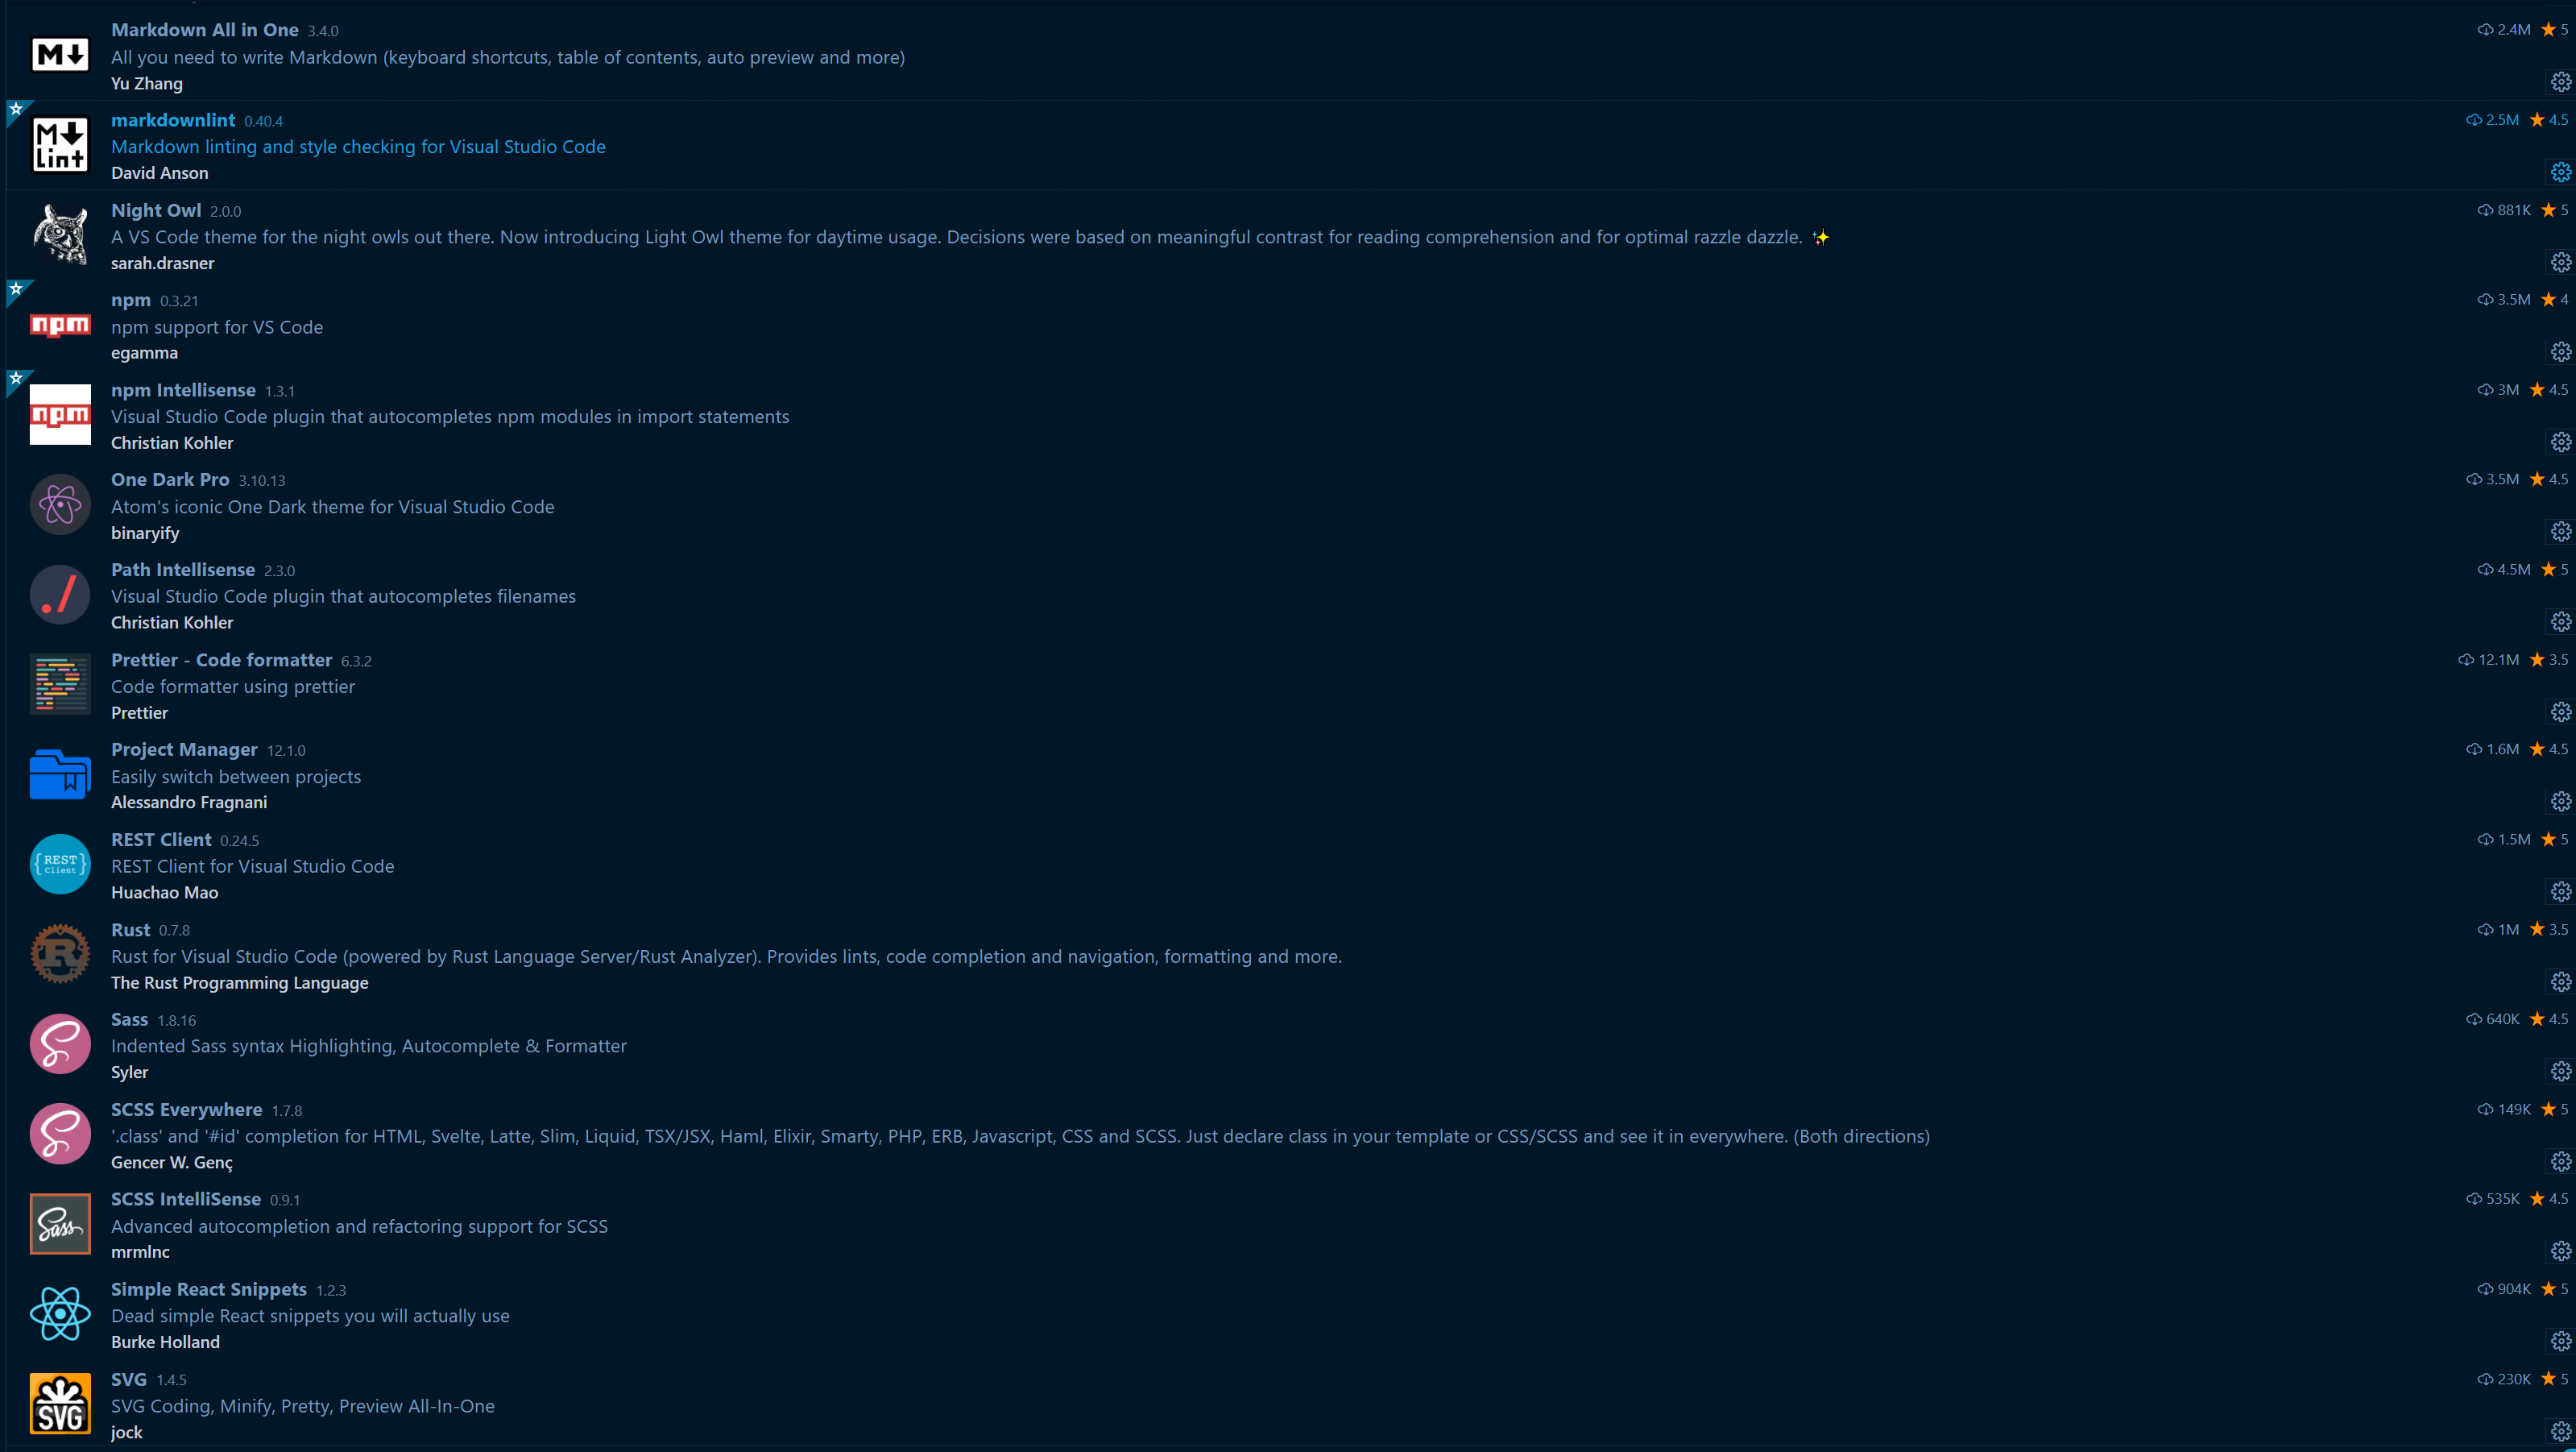 Markdown All in One 3.4.0 2.4M 5
All you need to write Markdown (keyboard shortcuts, table of contents, auto preview and more)
Yu Zhang
markdownlint 0.40.4 2.5M 4.5
M Lint
Markdown linting and style checking for Visual Studio Code
David Anson
Night Owl 2.0.0 881K 5
A VS Code theme for the night owls out there. Now introducing Light Owl theme for daytime usage. Decisions were based on meaningful contrast for reading comprehension and for optimal razzle dazzle. ✨
sarah.drasner
npm 0.3.21 3.5M 4
npm
npm support for VS Code
egamma
npm Intellisense 1.3.1 3M 4.5
npm
Visual Studio Code plugin that autocompletes npm modules in import statements
Christian Kohler
One Dark Pro 3.10.13 3.5M 4.5
Atom's iconic One Dark theme for Visual Studio Code
binaryify
Path Intellisense 2.3.0 4.5M 5
./
Visual Studio Code plugin that autocompletes filenames
Christian Kohler
Prettier - Code formatter 6.3.2 12.1M 3.5
Code formatter using prettier
Prettier
Project Manager 12.1.0 1.6M 4.5
Easily switch between projects
Alessandro Fragnani
REST Client 0.24.5 1.5M 5
{REST Client}
REST Client for Visual Studio Code
Huachao Mao
Rust 0.7.8 1M 3.5
R
Rust for Visual Studio Code (powered by Rust Language Server/Rust Analyzer). Provides lints, code completion and navigation, formatting and more.
The Rust Programming Language
Sass 1.8.16 640K 4.5
Indented Sass syntax Highlighting, Autocomplete & Formatter
Syler
SCSS Everywhere 1.7.8 149K 5
'.class' and '#id' completion for HTML, Svelte, Latte, Slim, Liquid, TSX/JSX, Haml, Elixir, Smarty, PHP, ERB, Javascript, CSS and SCSS. Just declare class in your template or CSS/SCSS and see it in everywhere. (Both directions)
Gencer W. Genç
SCSS IntelliSense 0.9.1 535K 4.5
Sass
Advanced autocompletion and refactoring support for SCSS
mrmlnc
Simple React Snippets 1.2.3 904K 5
Dead simple React snippets you will actually use
Burke Holland
SVG 1.4.5 230K 5
SVG
SVG Coding, Minify, Pretty, Preview All-In-One
jock